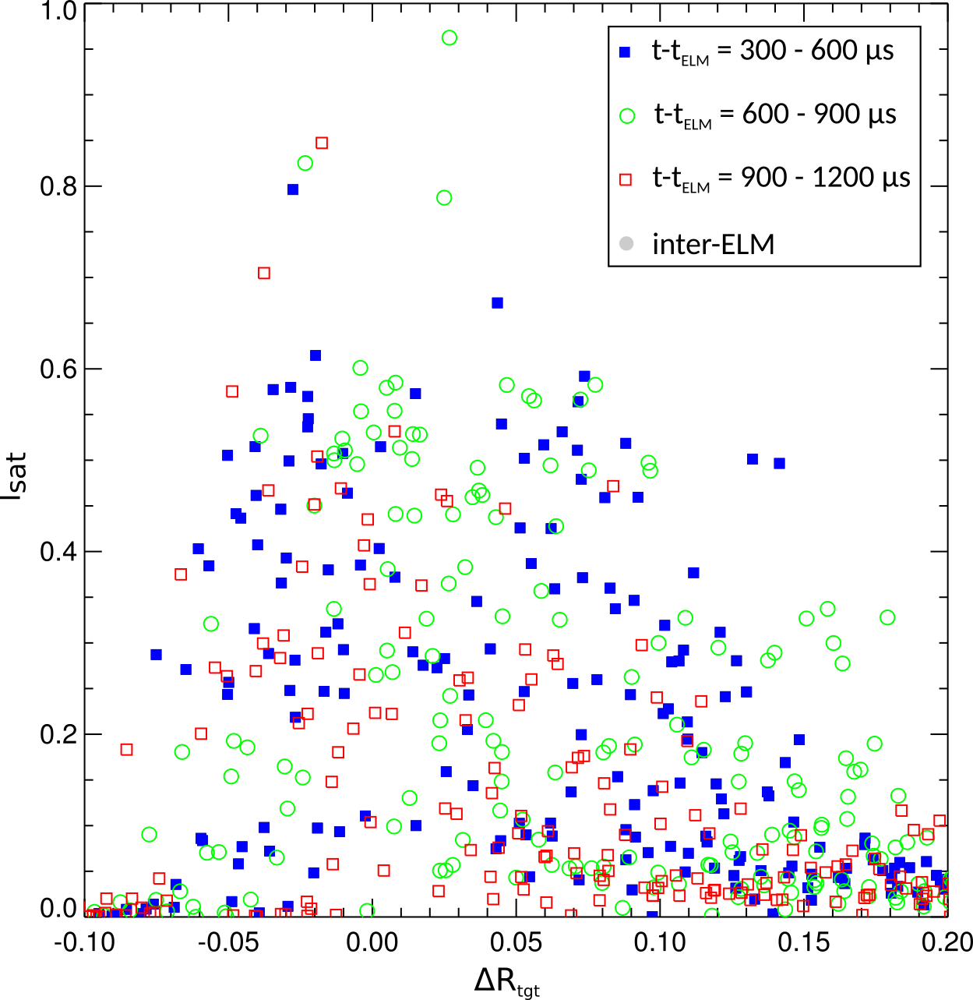 1.0
0.8
0.6
0.4
0.2
0.0
Isat
t-tELM = 300 - 600 µs
t-tELM = 600 - 900 µs
t-tELM = 900 - 1200 µs
inter-ELM
-0.10 -0.05 0.00 0.05 0.10 0.15 0.20
ΔRtgt